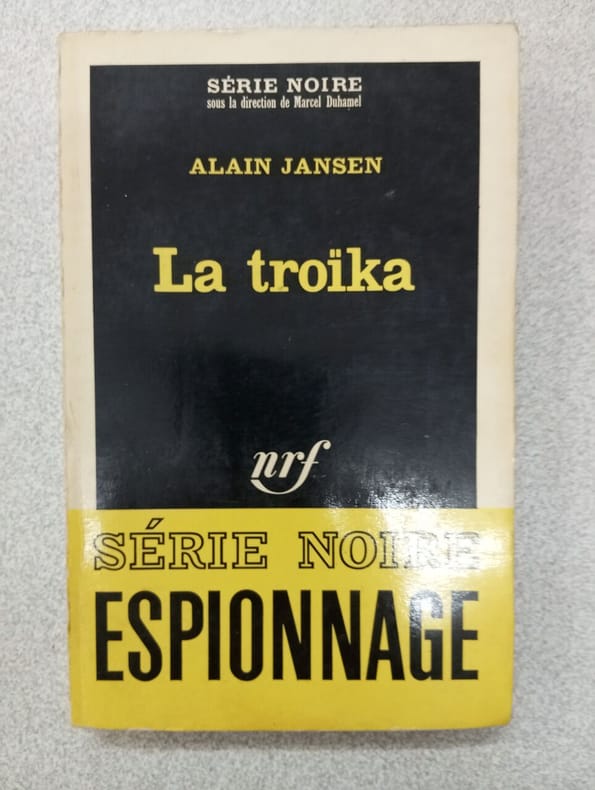 SÉRIE NOIRE
sous la direction de Marcel Duhamel
ALAIN JANSEN
La troïka
nrf
SÉRIE NOIRE
ESPIONNAGE